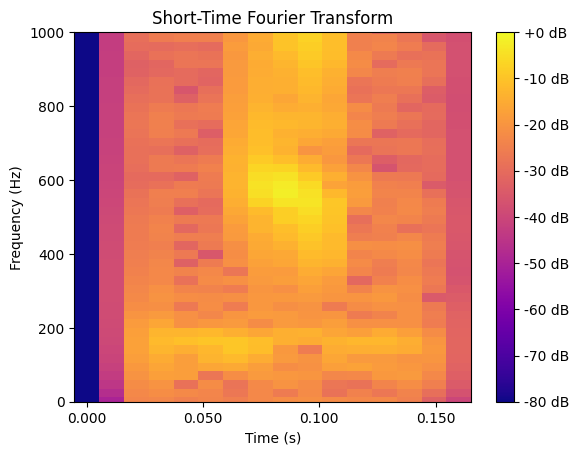 Short-Time Fourier Transform
1000
800
600
400
200
0
Frequency (Hz)
0.000
0.050
0.100
0.150
Time (s)
+0 dB
-10 dB
-20 dB
-30 dB
-40 dB
-50 dB
-60 dB
-70 dB
-80 dB